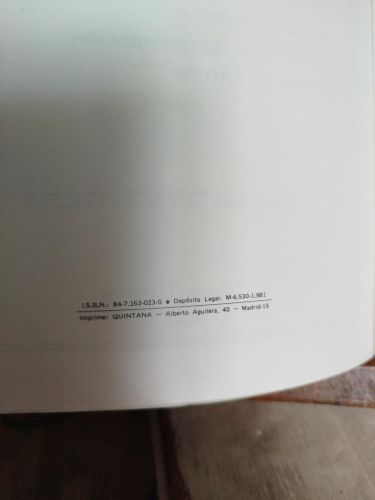 I.S.B.N.: 84-7.163-023-0 ● Depósito Legal: M-6.530-1.981
Imprime: QUINTANA — Alberto Aguilera, 40 — Madrid-15